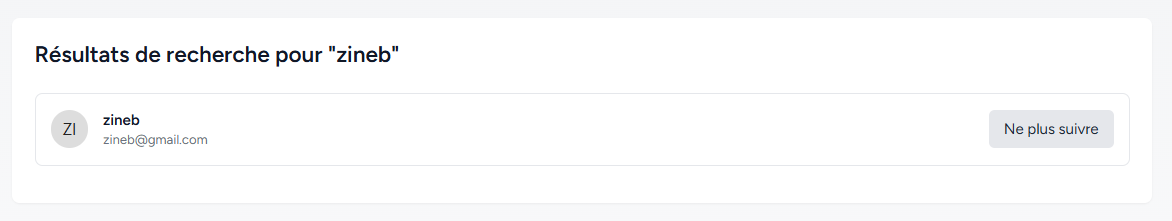 Résultats de recherche pour "zineb"
ZI
zineb
zineb@gmail.com
Ne plus suivre